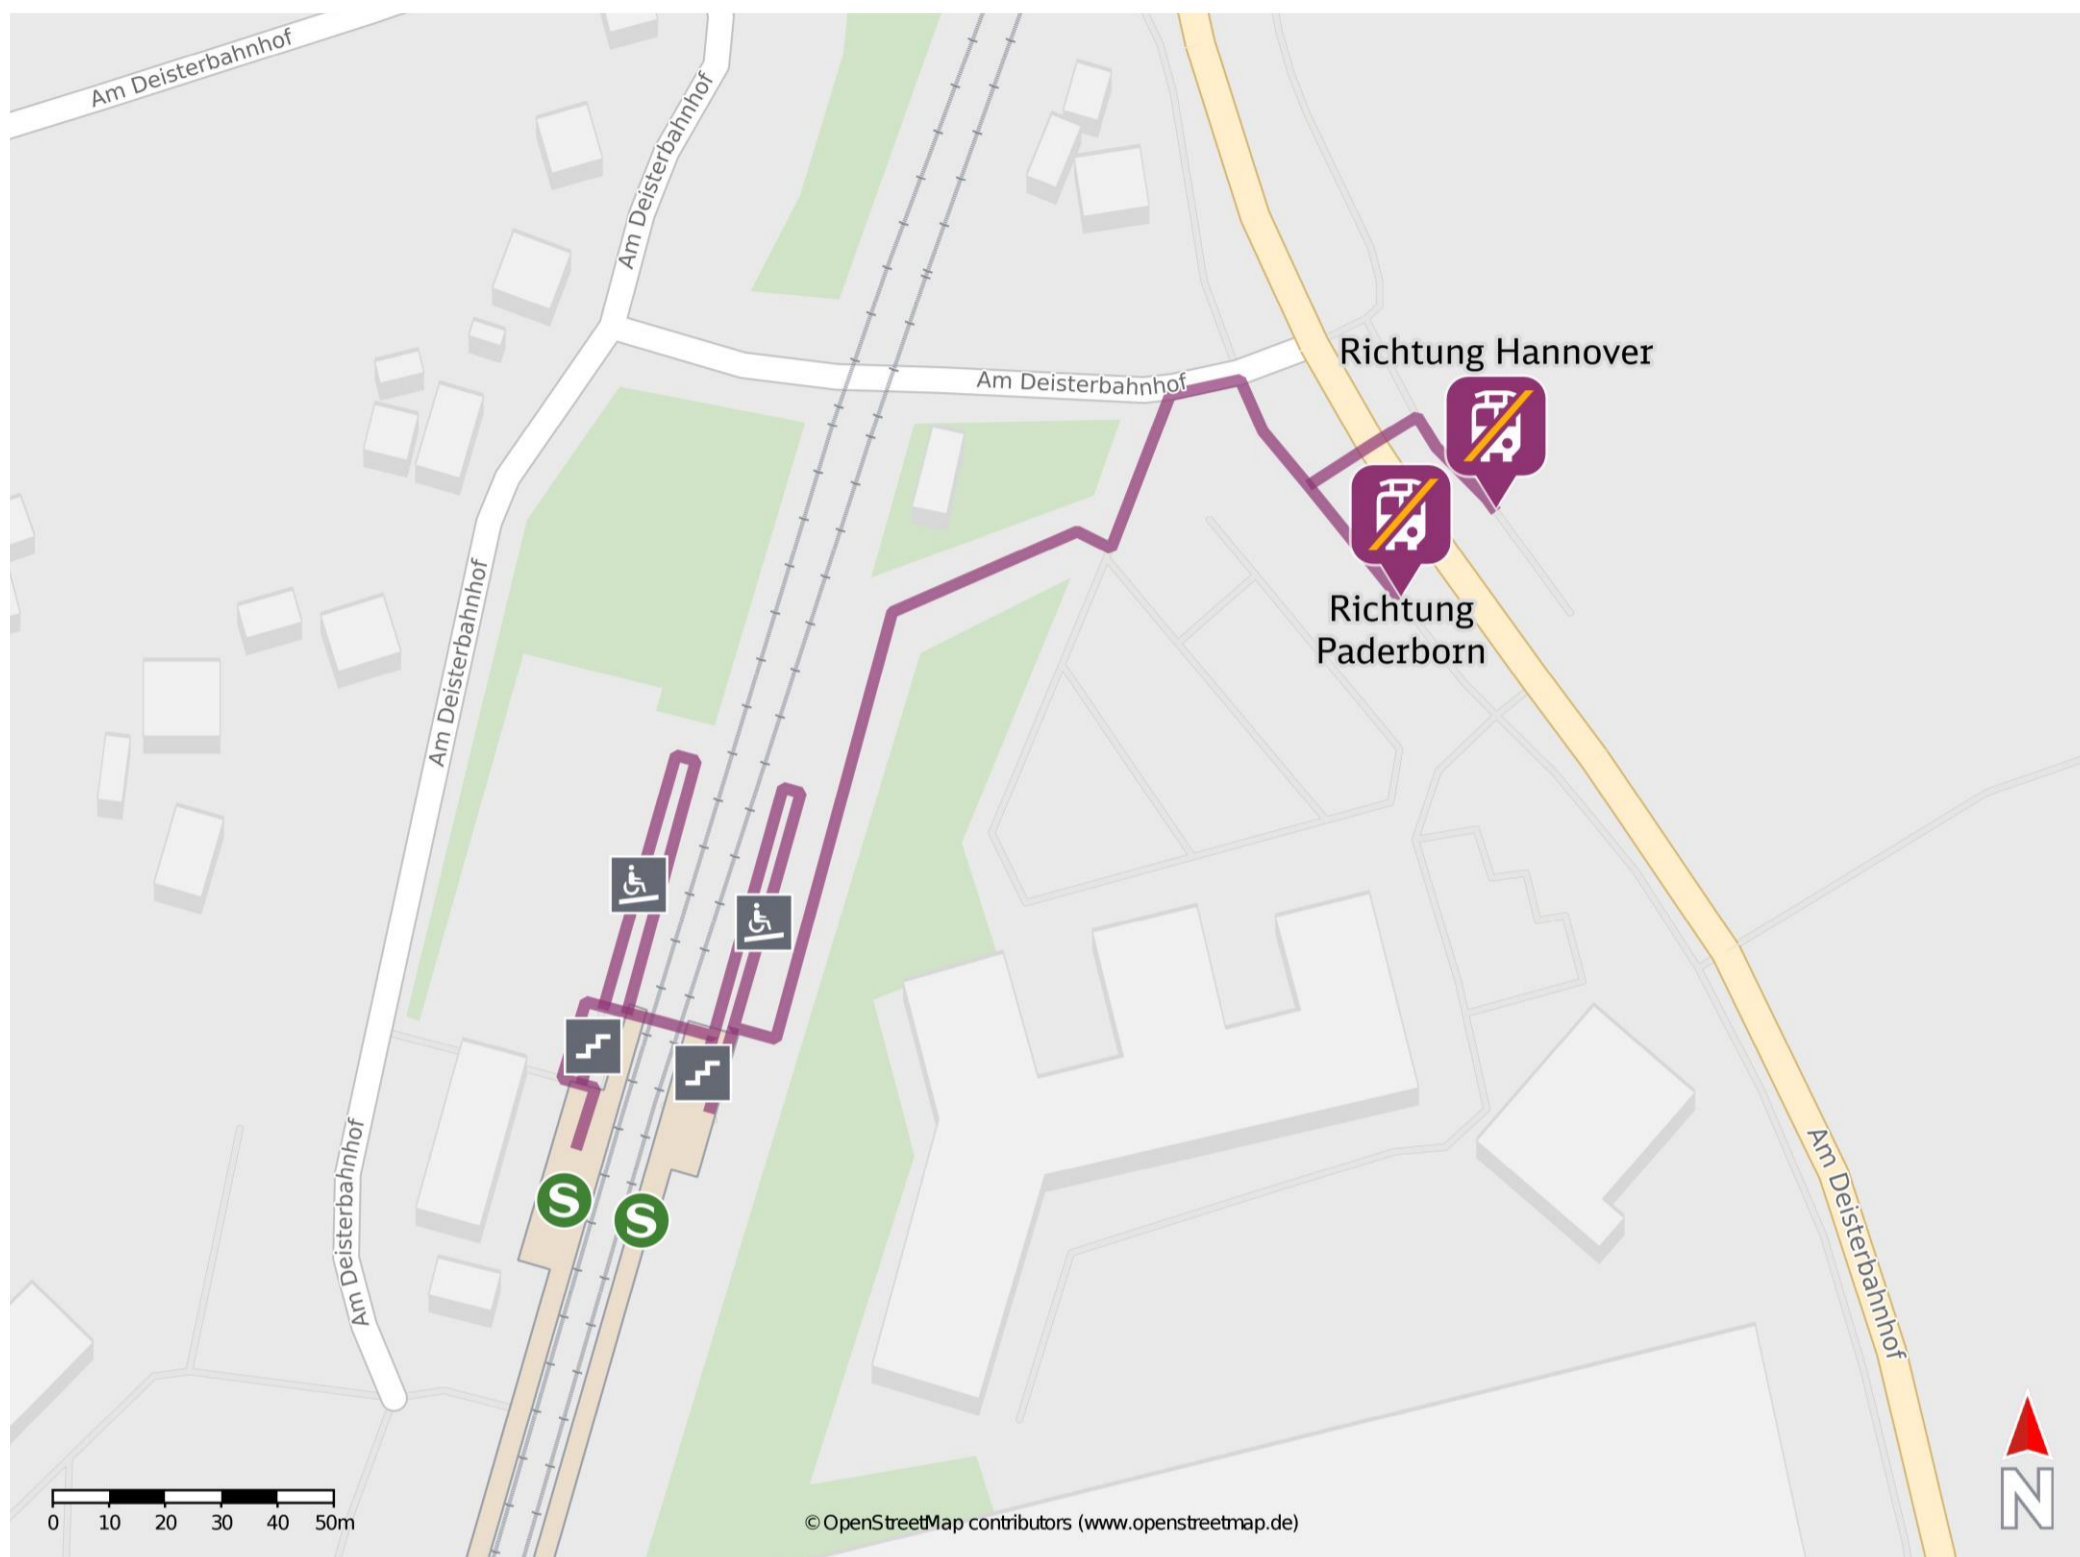 Am Deisterbahnhof
Am Deisterbahnhof
Richtung Hannover
Am Deisterbahnhof
Richtung
Paderborn
Am Deisterbahnhof
S
S
Am Deisterbahnhof
Am Deisterbahnhof
N
0 10 20 30 40 50m
© OpenStreetMap contributors (www.openstreetmap.de)